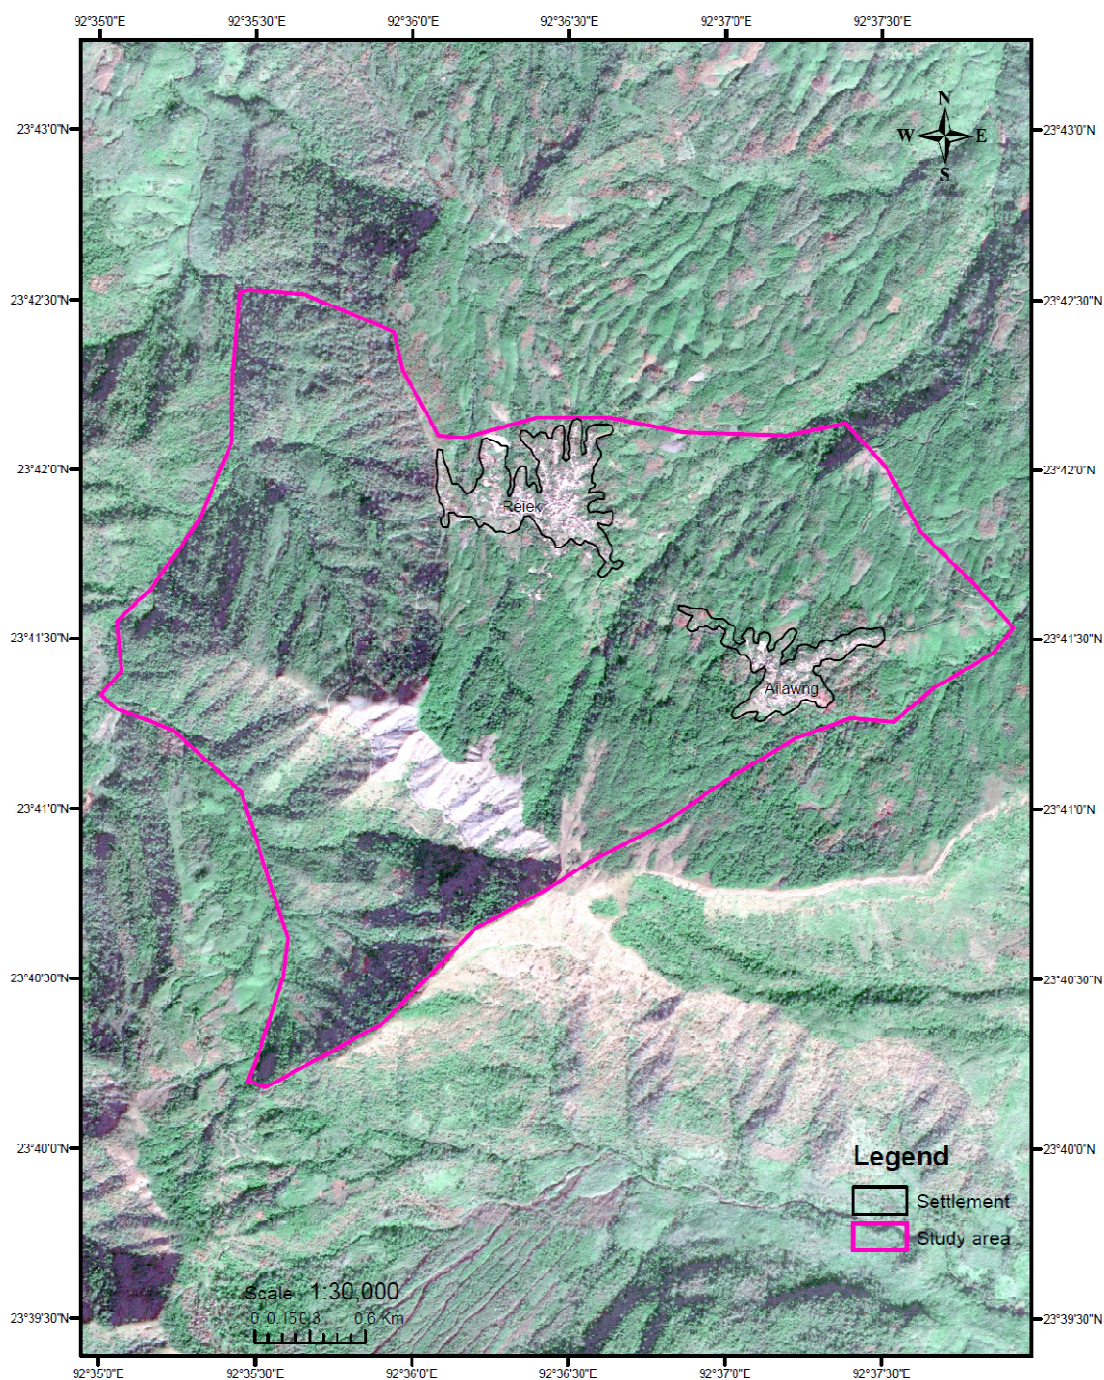 92°35'0"E 92°35'30"E 92°36'0"E 92°36'30"E 92°37'0"E 92°37'30"E
N
W E
S
23°43'0"N 23°43'0"N
23°42'30"N 23°42'30"N
23°42'0"N 23°42'0"N
Reiek
23°41'30"N 23°41'30"N
Ailawng
23°41'0"N 23°41'0"N
23°40'30"N 23°40'30"N
23°40'0"N 23°40'0"N
Legend
Settlement
Study area
Scale 1:30,000
0 0.150.3 0.6 Km
23°39'30"N 23°39'30"N
92°35'0"E 92°35'30"E 92°36'0"E 92°36'30"E 92°37'0"E 92°37'30"E